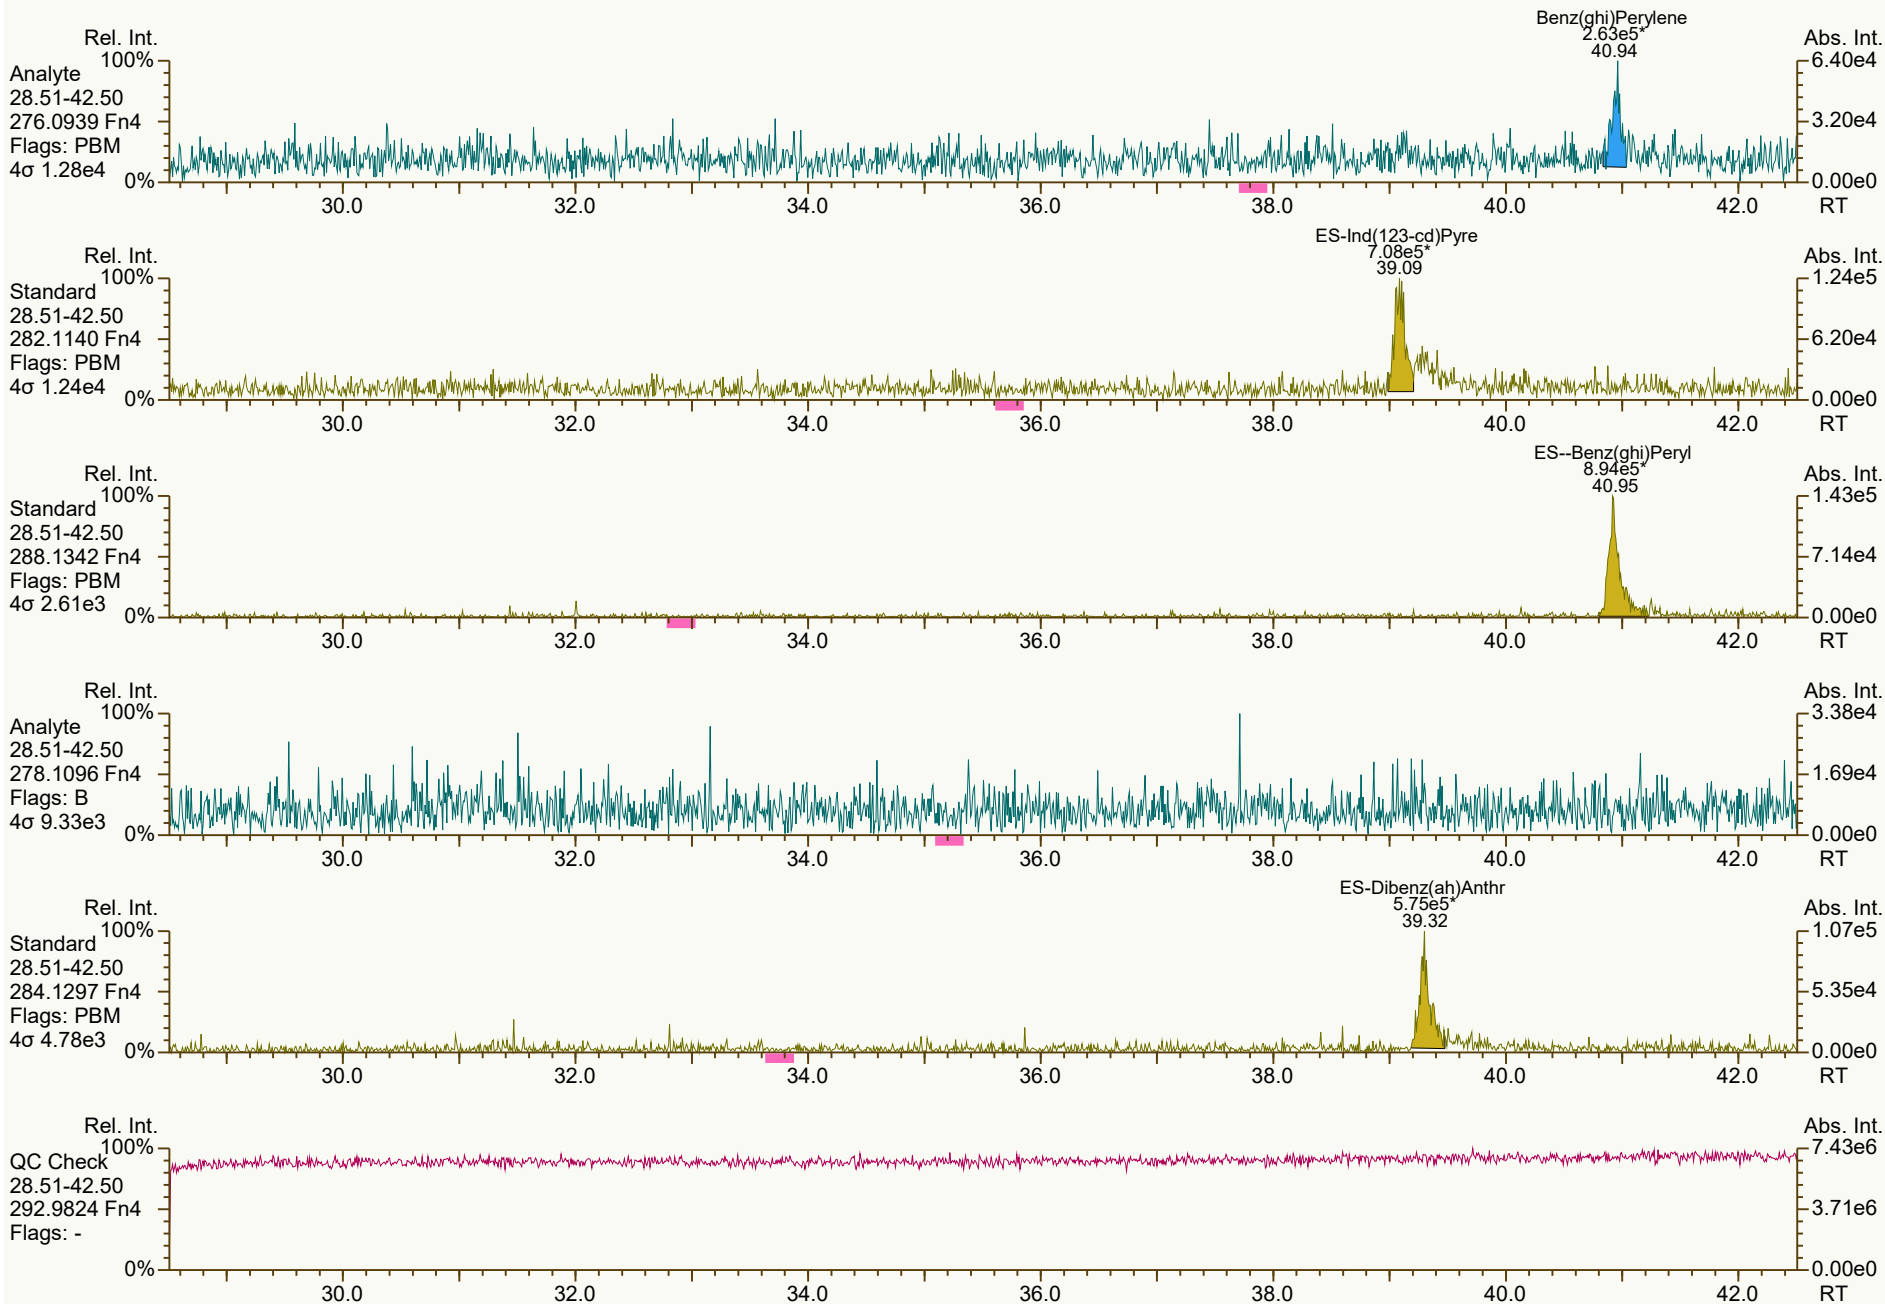 Benz(ghi)Perylene
2.63e5*
40.94
Rel. Int.
Abs. Int.
100%
6.40e4
Analyte
28.51-42.50
276.0939 Fn4
3.20e4
Flags: PBM
4σ 1.28e4
0%
0.00e0
30.0 32.0 34.0 36.0 38.0 40.0 42.0 RT
ES-Ind(123-cd)Pyre
7.08e5*
39.09
Rel. Int.
Abs. Int.
100%
1.24e5
Standard
28.51-42.50
282.1140 Fn4
6.20e4
Flags: PBM
4σ 1.24e4
0%
0.00e0
30.0 32.0 34.0 36.0 38.0 40.0 42.0 RT
ES--Benz(ghi)Peryl
8.94e5*
40.95
Rel. Int.
Abs. Int.
100%
1.43e5
Standard
28.51-42.50
288.1342 Fn4
7.14e4
Flags: PBM
4σ 2.61e3
0%
0.00e0
30.0 32.0 34.0 36.0 38.0 40.0 42.0 RT
Rel. Int.
Abs. Int.
100%
3.38e4
Analyte
28.51-42.50
278.1096 Fn4
1.69e4
Flags: B
4σ 9.33e3
0%
0.00e0
30.0 32.0 34.0 36.0 38.0 40.0 42.0 RT
ES-Dibenz(ah)Anthr
5.75e5*
39.32
Rel. Int.
Abs. Int.
100%
1.07e5
Standard
28.51-42.50
284.1297 Fn4
5.35e4
Flags: PBM
4σ 4.78e3
0%
0.00e0
30.0 32.0 34.0 36.0 38.0 40.0 42.0 RT
Rel. Int.
Abs. Int.
100%
7.43e6
QC Check
28.51-42.50
292.9824 Fn4
3.71e6
Flags: -
0%
0.00e0
30.0 32.0 34.0 36.0 38.0 40.0 42.0 RT